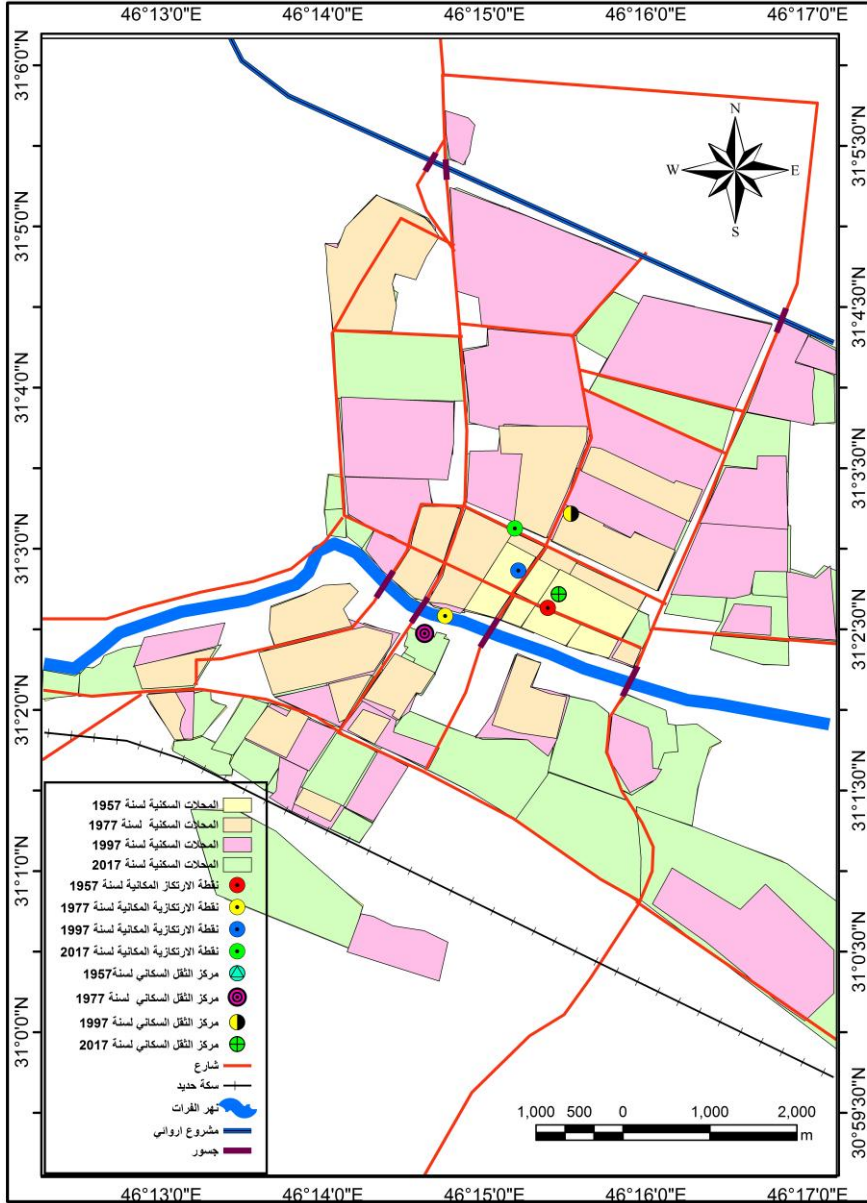 46°13'0"E 46°14'0"E 46°15'0"E 46°16'0"E 46°17'0"E
31°6'0"N
31°5'30"N
31°5'0"N
31°4'30"N
31°4'0"N
31°3'30"N
31°3'0"N
31°2'30"N
31°2'0"N
31°1'30"N
31°1'0"N
31°0'30"N
31°0'0"N
30°59'30"N
N
W E
S
المحلات السكنية لسنة 1957
المحلات السكنية لسنة 1977
المحلات السكنية لسنة 1997
المحلات السكنية لسنة 2017
نقطة الارتكاز المكانية لسنة 1957
نقطة الارتكازية المكانية لسنة 1977
نقطة الارتكازية المكانية لسنة 1997
نقطة الارتكازية المكانية لسنة 2017
مركز الثقل السكاني لسنة1957
مركز الثقل السكاني لسنة 1977
مركز الثقل السكاني لسنة 1997
مركز الثقل السكاني لسنة 2017
شارع
سكة حديد
نهر الفرات
مشروع اروائي
جسور
1,000 500 0 1,000 2,000
m
46°13'0"E 46°14'0"E 46°15'0"E 46°16'0"E 46°17'0"E